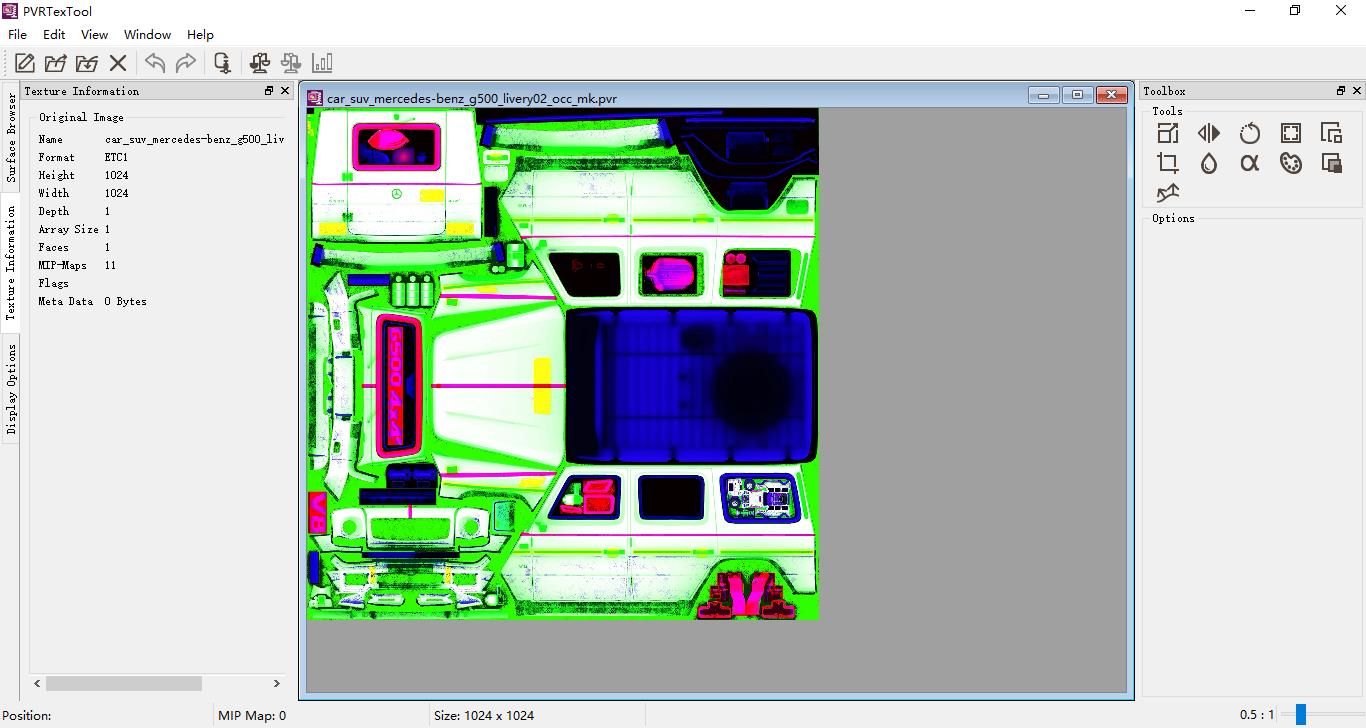 PVRTexTool
File Edit View Window Help
Texture Information
Surface Browser
Texture Information
Display Options
Original Image
Name car_suv_mercedes-benz_g500_liv
Format ETC1
Height 1024
Width 1024
Depth 1
Array Size 1
Faces 1
MIP-Maps 11
Flags
Meta Data 0 Bytes
car_suv_mercedes-benz_g500_livery02_occ_mk.pvr
G500 4x4
V8
Toolbox
Tools
Options
Position: MIP Map: 0 Size: 1024 x 1024 0.5 : 1